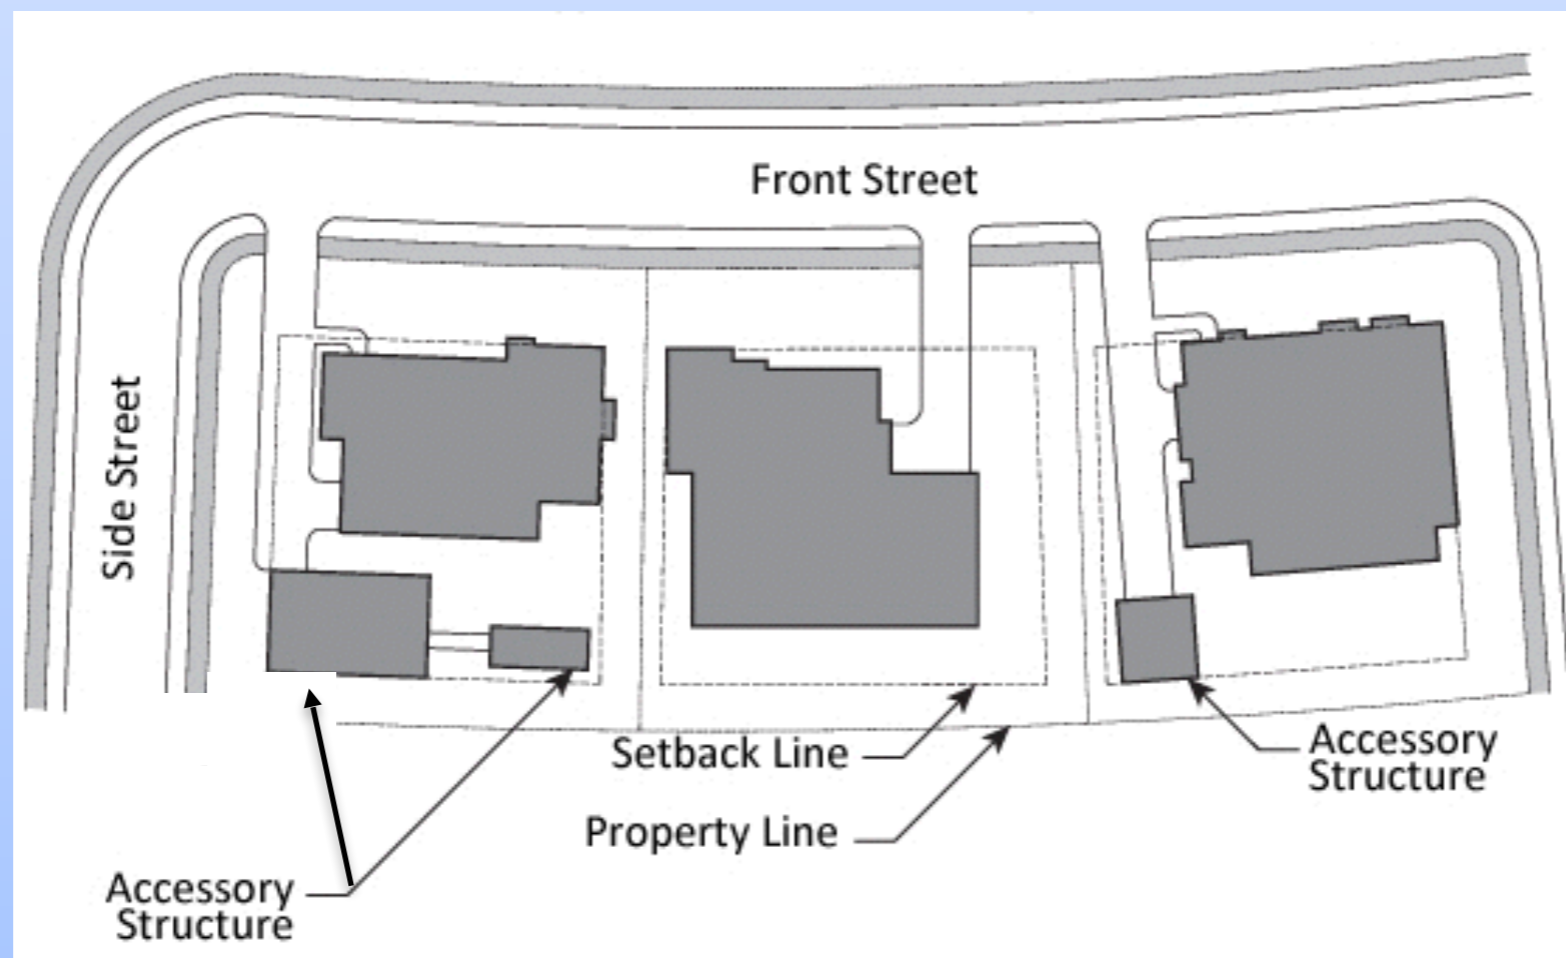 Front Street
Side Street
Setback Line
Accessory
Structure
Property Line
Accessory
Structure